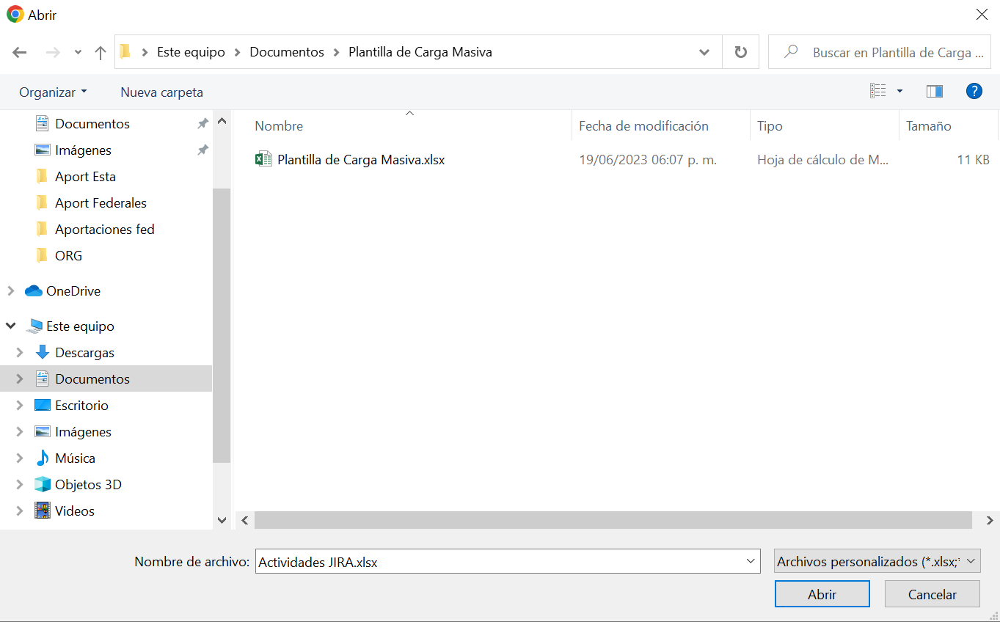 Abrir
Este equipo Documentos Plantilla de Carga Masiva
Buscar en Plantilla de Carga ...
Organizar Nueva carpeta
?
Documentos
Imágenes
Aport Esta
Aport Federales
Aportaciones fed
ORG
OneDrive
Este equipo
Descargas
Documentos
Escritorio
Imágenes
Música
Objetos 3D
Videos
Nombre Fecha de modificación Tipo Tamaño
Plantilla de Carga Masiva.xlsx 19/06/2023 06:07 p. m. Hoja de cálculo de M... 11 KB
Nombre de archivo: Actividades JIRA.xlsx Archivos personalizados (*.xlsx;*
Abrir Cancelar